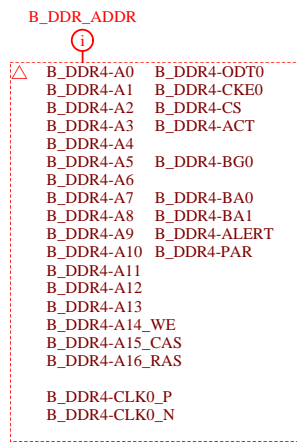 B_DDR_ADDR
i
B_DDR4-A0 B_DDR4-ODT0
B_DDR4-A1 B_DDR4-CKE0
B_DDR4-A2 B_DDR4-CS
B_DDR4-A3 B_DDR4-ACT
B_DDR4-A4
B_DDR4-A5 B_DDR4-BG0
B_DDR4-A6
B_DDR4-A7 B_DDR4-BA0
B_DDR4-A8 B_DDR4-BA1
B_DDR4-A9 B_DDR4-ALERT
B_DDR4-A10 B_DDR4-PAR
B_DDR4-A11
B_DDR4-A12
B_DDR4-A13
B_DDR4-A14_WE
B_DDR4-A15_CAS
B_DDR4-A16_RAS
B_DDR4-CLK0_P
B_DDR4-CLK0_N